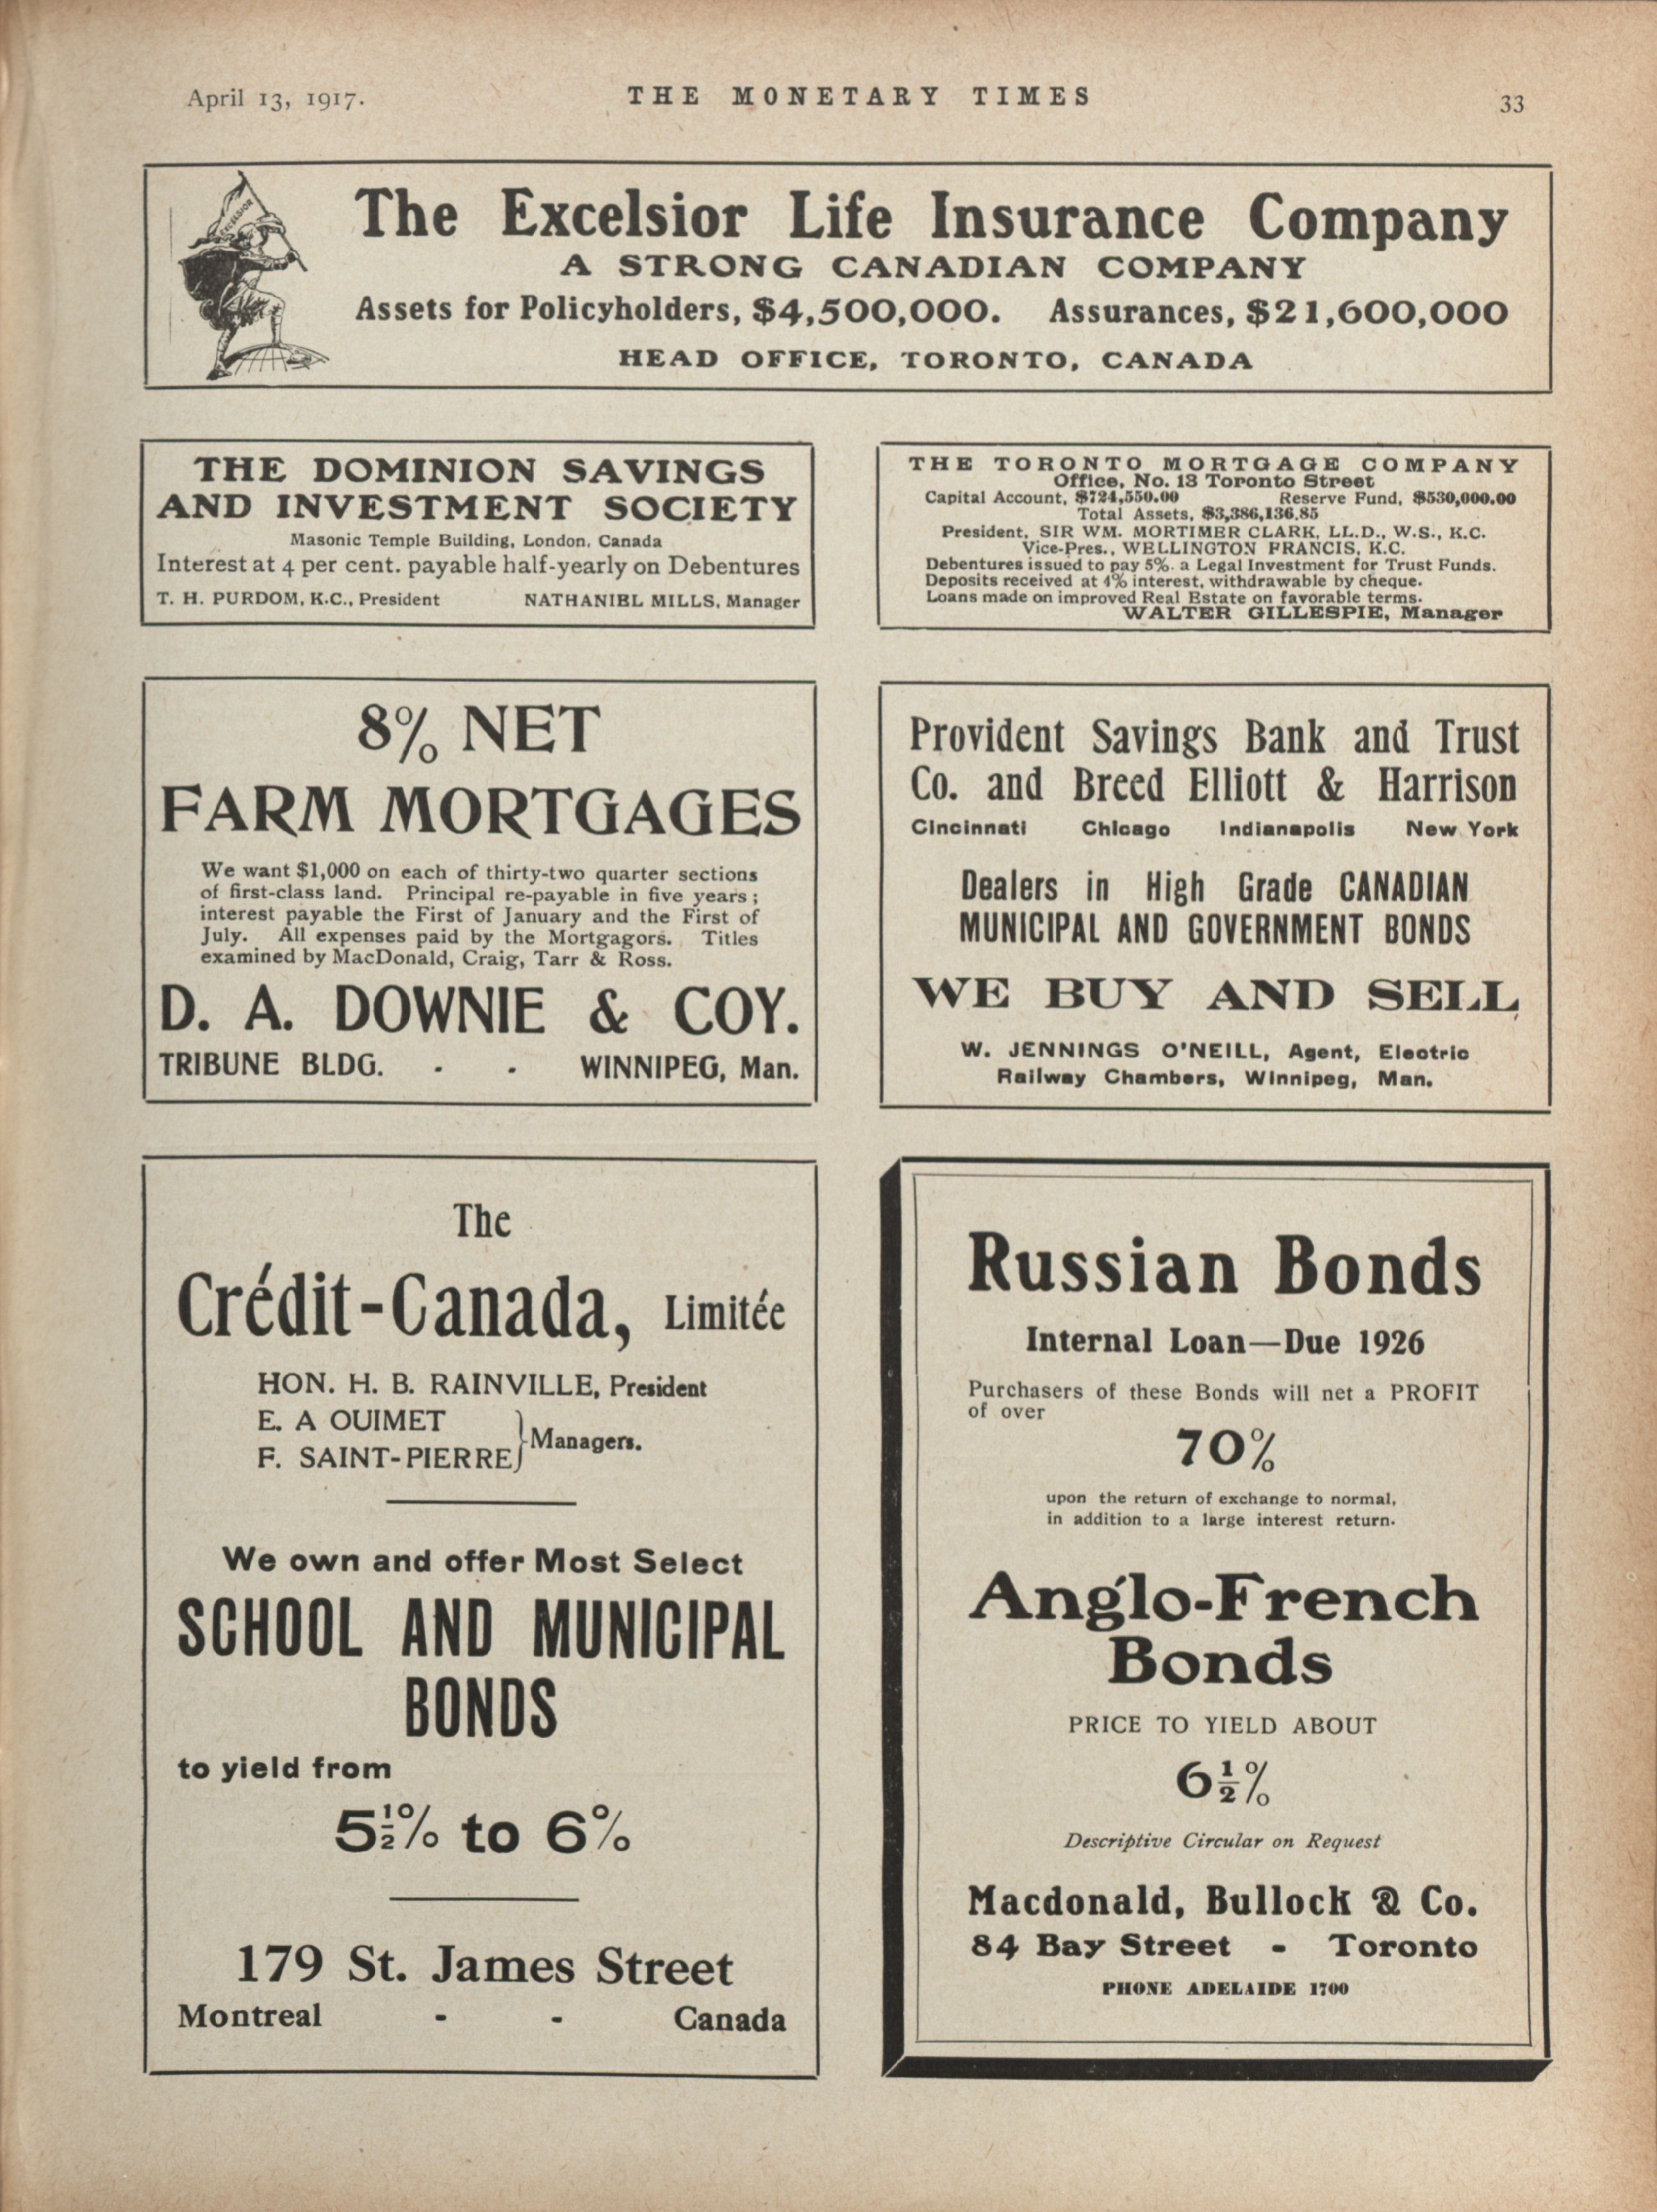 April 13, 1917.
THE MONETARY TIMES
33
EXCELSIOR
The Excelsior Life Insurance Company
A STRONG CANADIAN COMPANY
Assets for Policyholders, $4,500,000. Assurances, $21,600,000
HEAD OFFICE, TORONTO, CANADA
THE DOMINION SAVINGS
AND INVESTMENT SOCIETY
Masonic Temple Building, London, Canada
Interest at 4 per cent. payable half-yearly on Debentures
T. H. PURDOM, K.C., President NATHANIEL MILLS, Manager
THE TORONTO MORTGAGE COMPANY
Office, No. 13 Toronto Street
Capital Account, $724,550.00 Reserve Fund, $530,000.00
Total Assets, $3,386,136.85
President, SIR WM. MORTIMER CLARK, LL.D., W.S., K.C.
Vice-Pres., WELLINGTON FRANCIS, K.C.
Debentures issued to pay 5%. a Legal Investment for Trust Funds.
Deposits received at 4% interest, withdrawable by cheque.
Loans made on improved Real Estate on favorable terms.
WALTER GILLESPIE, Manager
8% NET
FARM MORTGAGES
We want $1,000 on each of thirty-two quarter sections
of first-class land. Principal re-payable in five years;
interest payable the First of January and the First of
July. All expenses paid by the Mortgagors. Titles
examined by MacDonald, Craig, Tarr & Ross.
D. A. DOWNIE & COY.
TRIBUNE BLDG. - - WINNIPEG, Man.
Provident Savings Bank and Trust
Co. and Breed Elliott & Harrison
Cincinnati Chicago Indianapolis New York
Dealers in High Grade CANADIAN
MUNICIPAL AND GOVERNMENT BONDS
WE BUY AND SELL
W. JENNINGS O'NEILL, Agent, Electric
Railway Chambers, Winnipeg, Man.
The
Crédit-Canada, Limitée
HON. H. B. RAINVILLE, President
E. A OUIMET
F. SAINT-PIERRE } Managers.
We own and offer Most Select
SCHOOL AND MUNICIPAL
BONDS
to yield from
5½% to 6%
179 St. James Street
Montreal - - Canada
Russian Bonds
Internal Loan—Due 1926
Purchasers of these Bonds will net a PROFIT
of over
70%
upon the return of exchange to normal,
in addition to a large interest return.
Anglo-French
Bonds
PRICE TO YIELD ABOUT
6½%
Descriptive Circular on Request
Macdonald, Bullock & Co.
84 Bay Street - Toronto
PHONE ADELAIDE 1700